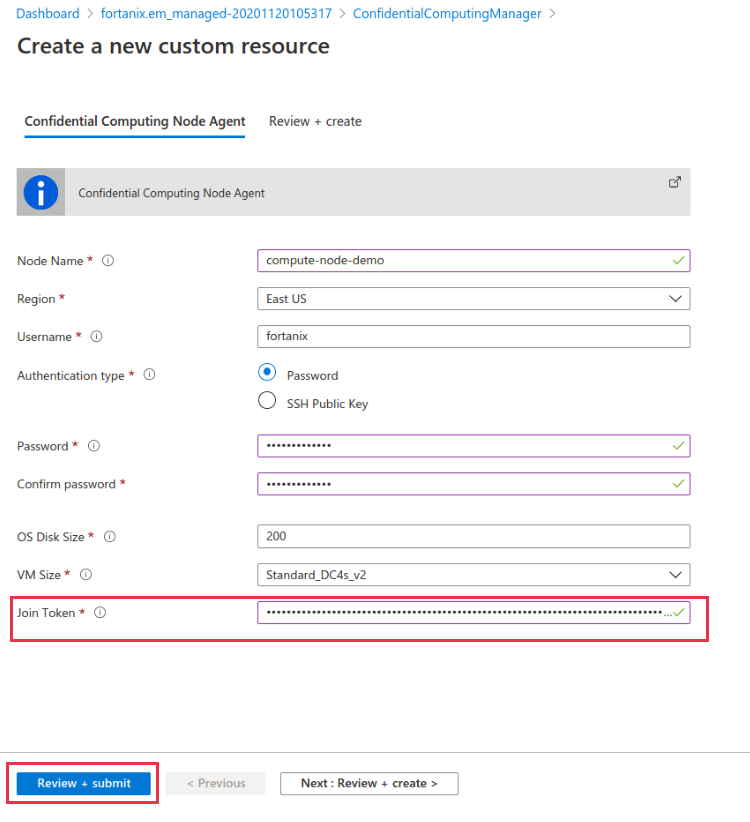 Dashboard > fortanix.em_managed-20201120105317 > ConfidentialComputingManager >
Create a new custom resource
Confidential Computing Node Agent Review + create
Confidential Computing Node Agent
Node Name * compute-node-demo
Region * East US
Username * fortanix
Authentication type * Password
SSH Public Key
Password * •••••••••••••
Confirm password * •••••••••••••
OS Disk Size * 200
VM Size * Standard_DC4s_v2
Join Token * ••••••••••••••••••••••••••••••••••••••••••••••••••••••••••••••••••••••••••••••••...
Review + submit < Previous Next : Review + create >